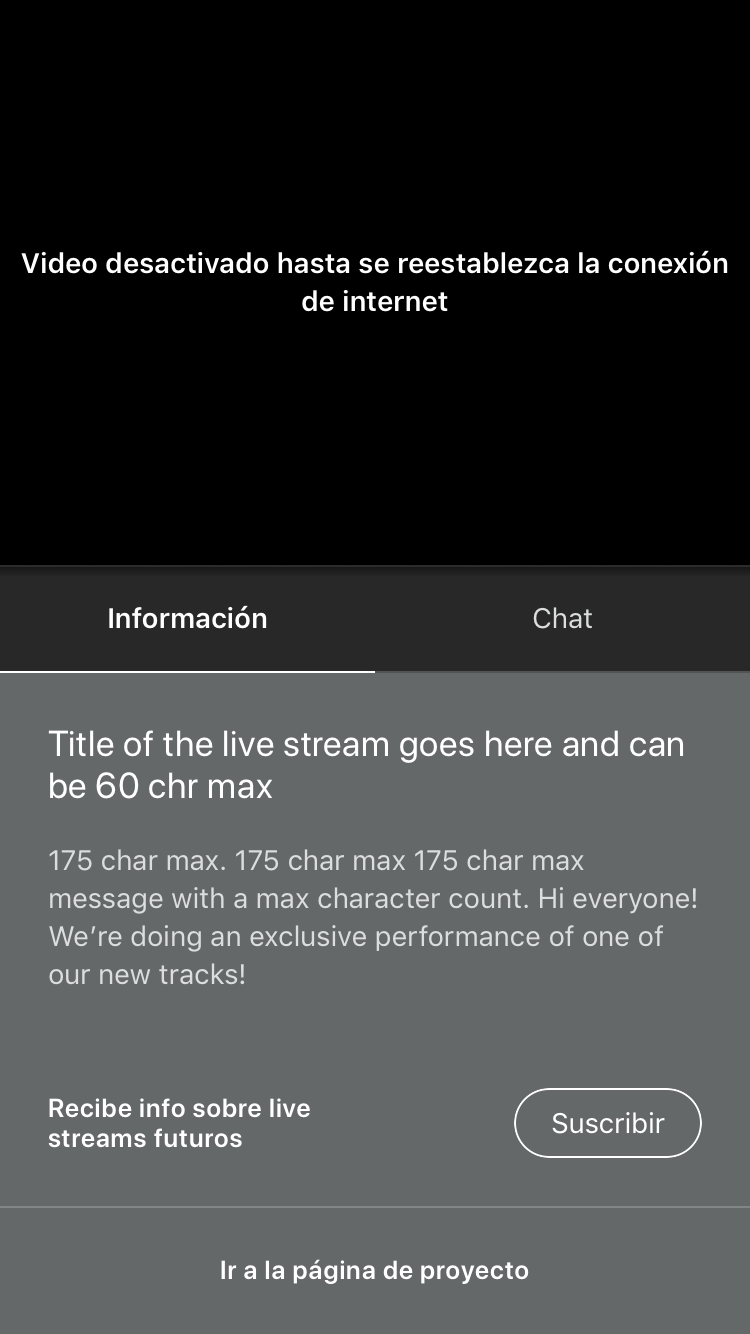 Video desactivado hasta se reestablezca la conexión
de internet
Información
Chat
Title of the live stream goes here and can
be 60 chr max
175 char max. 175 char max 175 char max
message with a max character count. Hi everyone!
We’re doing an exclusive performance of one of
our new tracks!
Recibe info sobre live
streams futuros
Suscribir
Ir a la página de proyecto